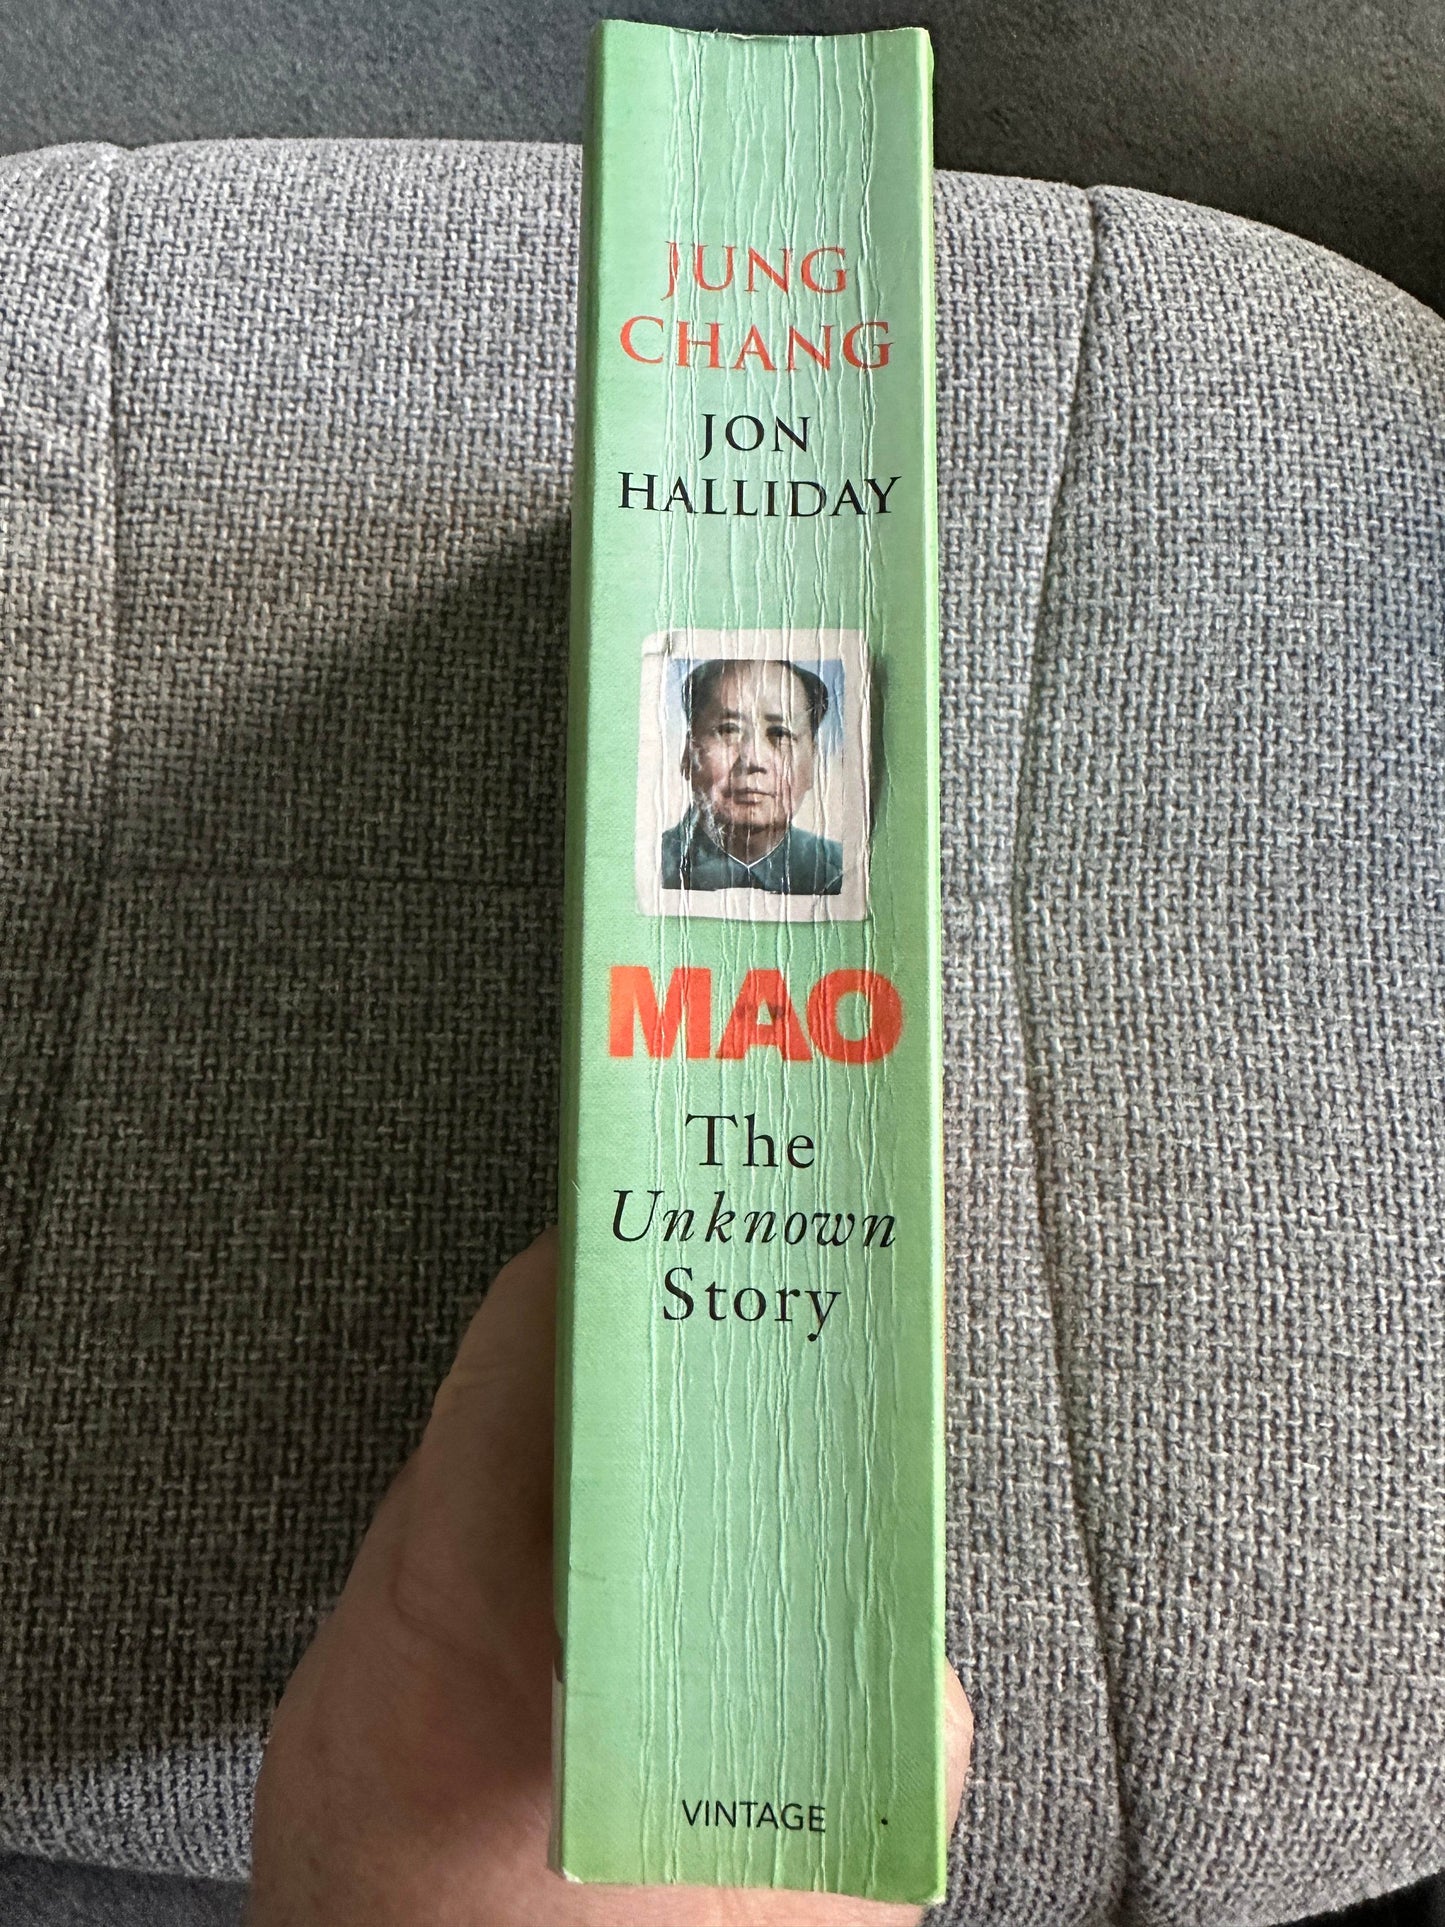 JUNG
CHANG
JON
HALLIDAY
MAO
The
Unknown
Story
VINTAGE